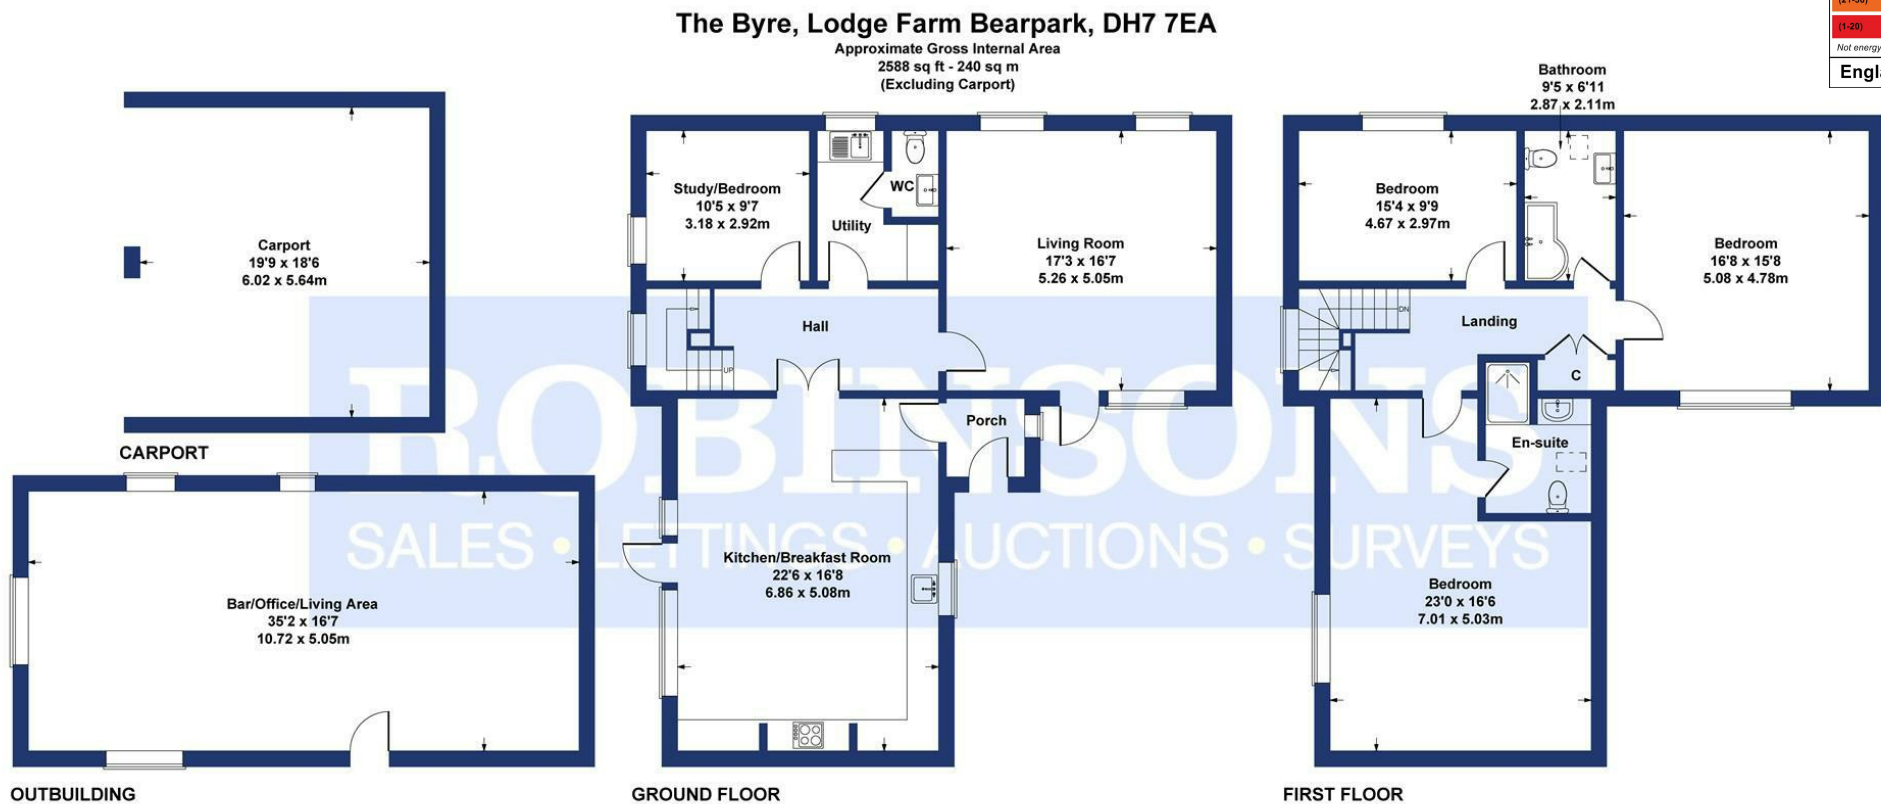 The Byre, Lodge Farm Bearpark, DH7 7EA
Approximate Gross Internal Area
2588 sq ft - 240 sq m
(Excluding Carport)
(1-20)
Not energy
Engl
Carport
19'9 x 18'6
6.02 x 5.64m
CARPORT
Bar/Office/Living Area
35'2 x 16'7
10.72 x 5.05m
OUTBUILDING
Study/Bedroom
10'5 x 9'7
3.18 x 2.92m
Utility
WC
Living Room
17'3 x 16'7
5.26 x 5.05m
Hall
UP
Porch
Kitchen/Breakfast Room
22'6 x 16'8
6.86 x 5.08m
GROUND FLOOR
Bathroom
9'5 x 6'11
2.87 x 2.11m
Bedroom
15'4 x 9'9
4.67 x 2.97m
Bedroom
16'8 x 15'8
5.08 x 4.78m
DN
Landing
C
En-suite
Bedroom
23'0 x 16'6
7.01 x 5.03m
FIRST FLOOR
ROBINSONS
SALES • LETTINGS • AUCTIONS • SURVEYS